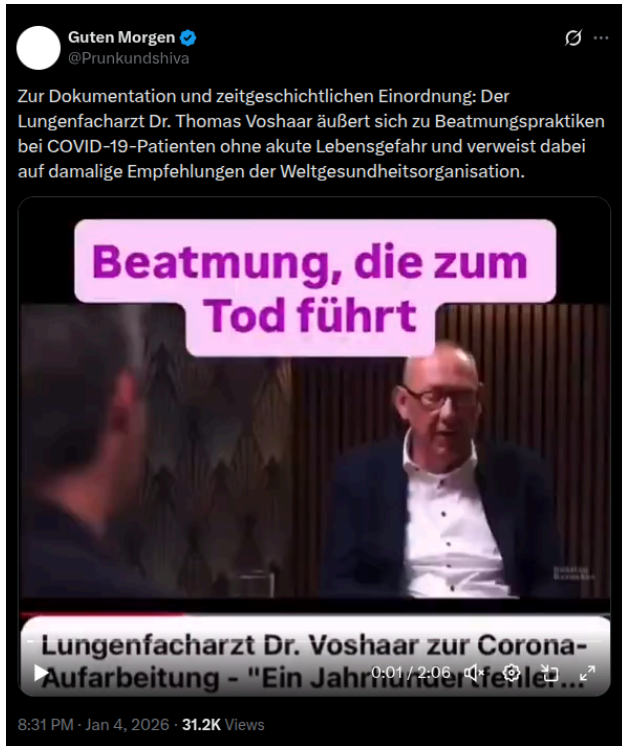 Guten Morgen
@Prunkundshiva
Zur Dokumentation und zeitgeschichtlichen Einordnung: Der
Lungenfacharzt Dr. Thomas Voshaar äußert sich zu Beatmungspraktiken
bei COVID-19-Patienten ohne akute Lebensgefahr und verweist dabei
auf damalige Empfehlungen der Weltgesundheitsorganisation.
Beatmung, die zum
Tod führt
Lungenfacharzt Dr. Voshaar zur Corona-
Aufarbeitung - "Ein Jahrhundertfehler...
0:01 / 2:06
8:31 PM · Jan 4, 2026 · 31.2K Views